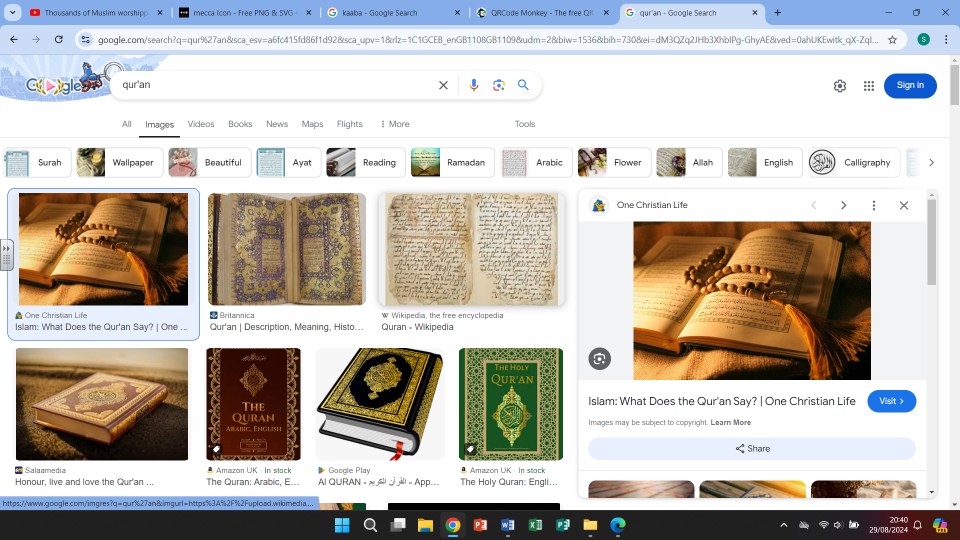 Thousands of Muslim worshipp
mecca Icon - Free PNG & SVG
kaaba - Google Search
QRCode Monkey - The free QR
qur'an - Google Search
google.com/search?q=qur%27an&sca_esv=a6fc415fd86f1d92&sca_upv=1&rlz=1C1GCEB_enGB1108GB1109&udm=2&biw=1536&bih=730&ei=dM3QZq2JHb3XhbIPg-GhyAE&ved=0ahUKEwitk_qX-ZqI...
S
Google
qur'an
Sign in
All Images Videos Books News Maps Flights More Tools
Surah Wallpaper Beautiful Ayat Reading Ramadan Arabic Flower Allah English Calligraphy
One Christian Life
Islam: What Does the Qur'an Say? | One ...
Britannica
Qur'an | Description, Meaning, Histo...
Wikipedia, the free encyclopedia
Quran - Wikipedia
THE QURAN
ARABIC, ENGLISH
THE HOLY
QUR'AN
Salaamedia
Honour, live and love the Qur'an ...
Amazon UK · In stock
The Quran: Arabic, E...
Google Play
Al QURAN - القرآن الكريم - App...
Amazon UK · In stock
The Holy Quran: Engli...
One Christian Life
Islam: What Does the Qur'an Say? | One Christian Life
Visit
Images may be subject to copyright. Learn More
Share
https://www.google.com/imgres?q=qur%27an&imgurl=https%3A%2F%2Fupload.wikimedia....
20:40
29/08/2024